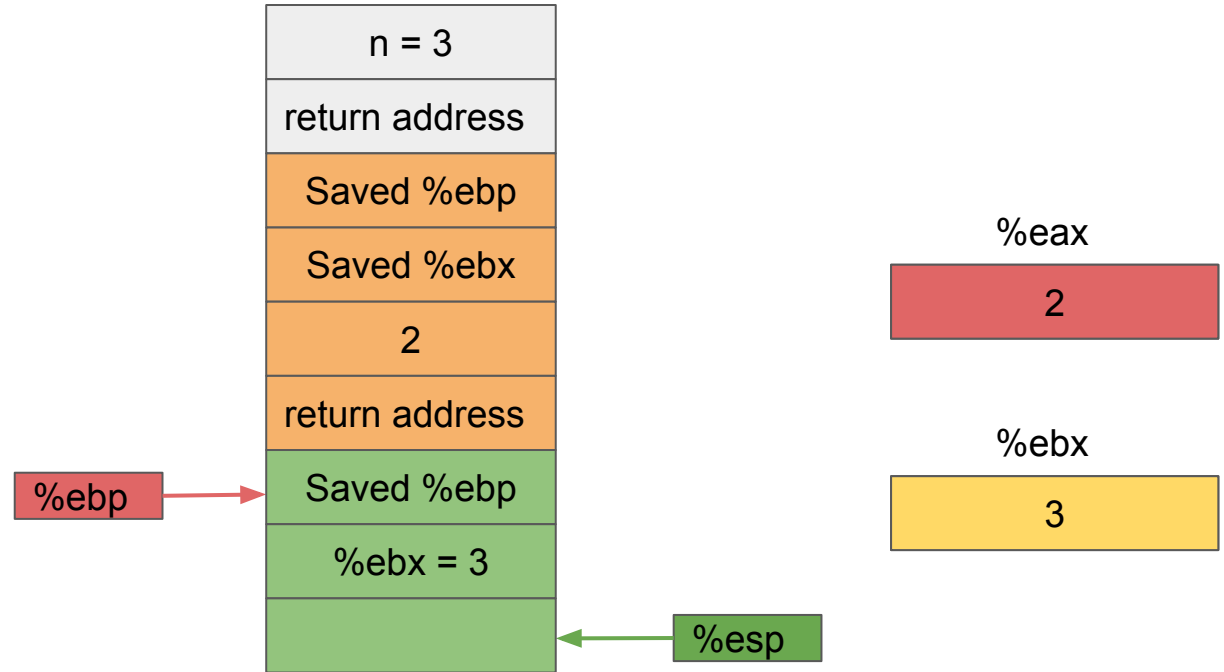 n = 3
return address
Saved %ebp
Saved %ebx
2
return address
Saved %ebp
%ebx = 3
%ebp
%esp
%eax
2
%ebx
3